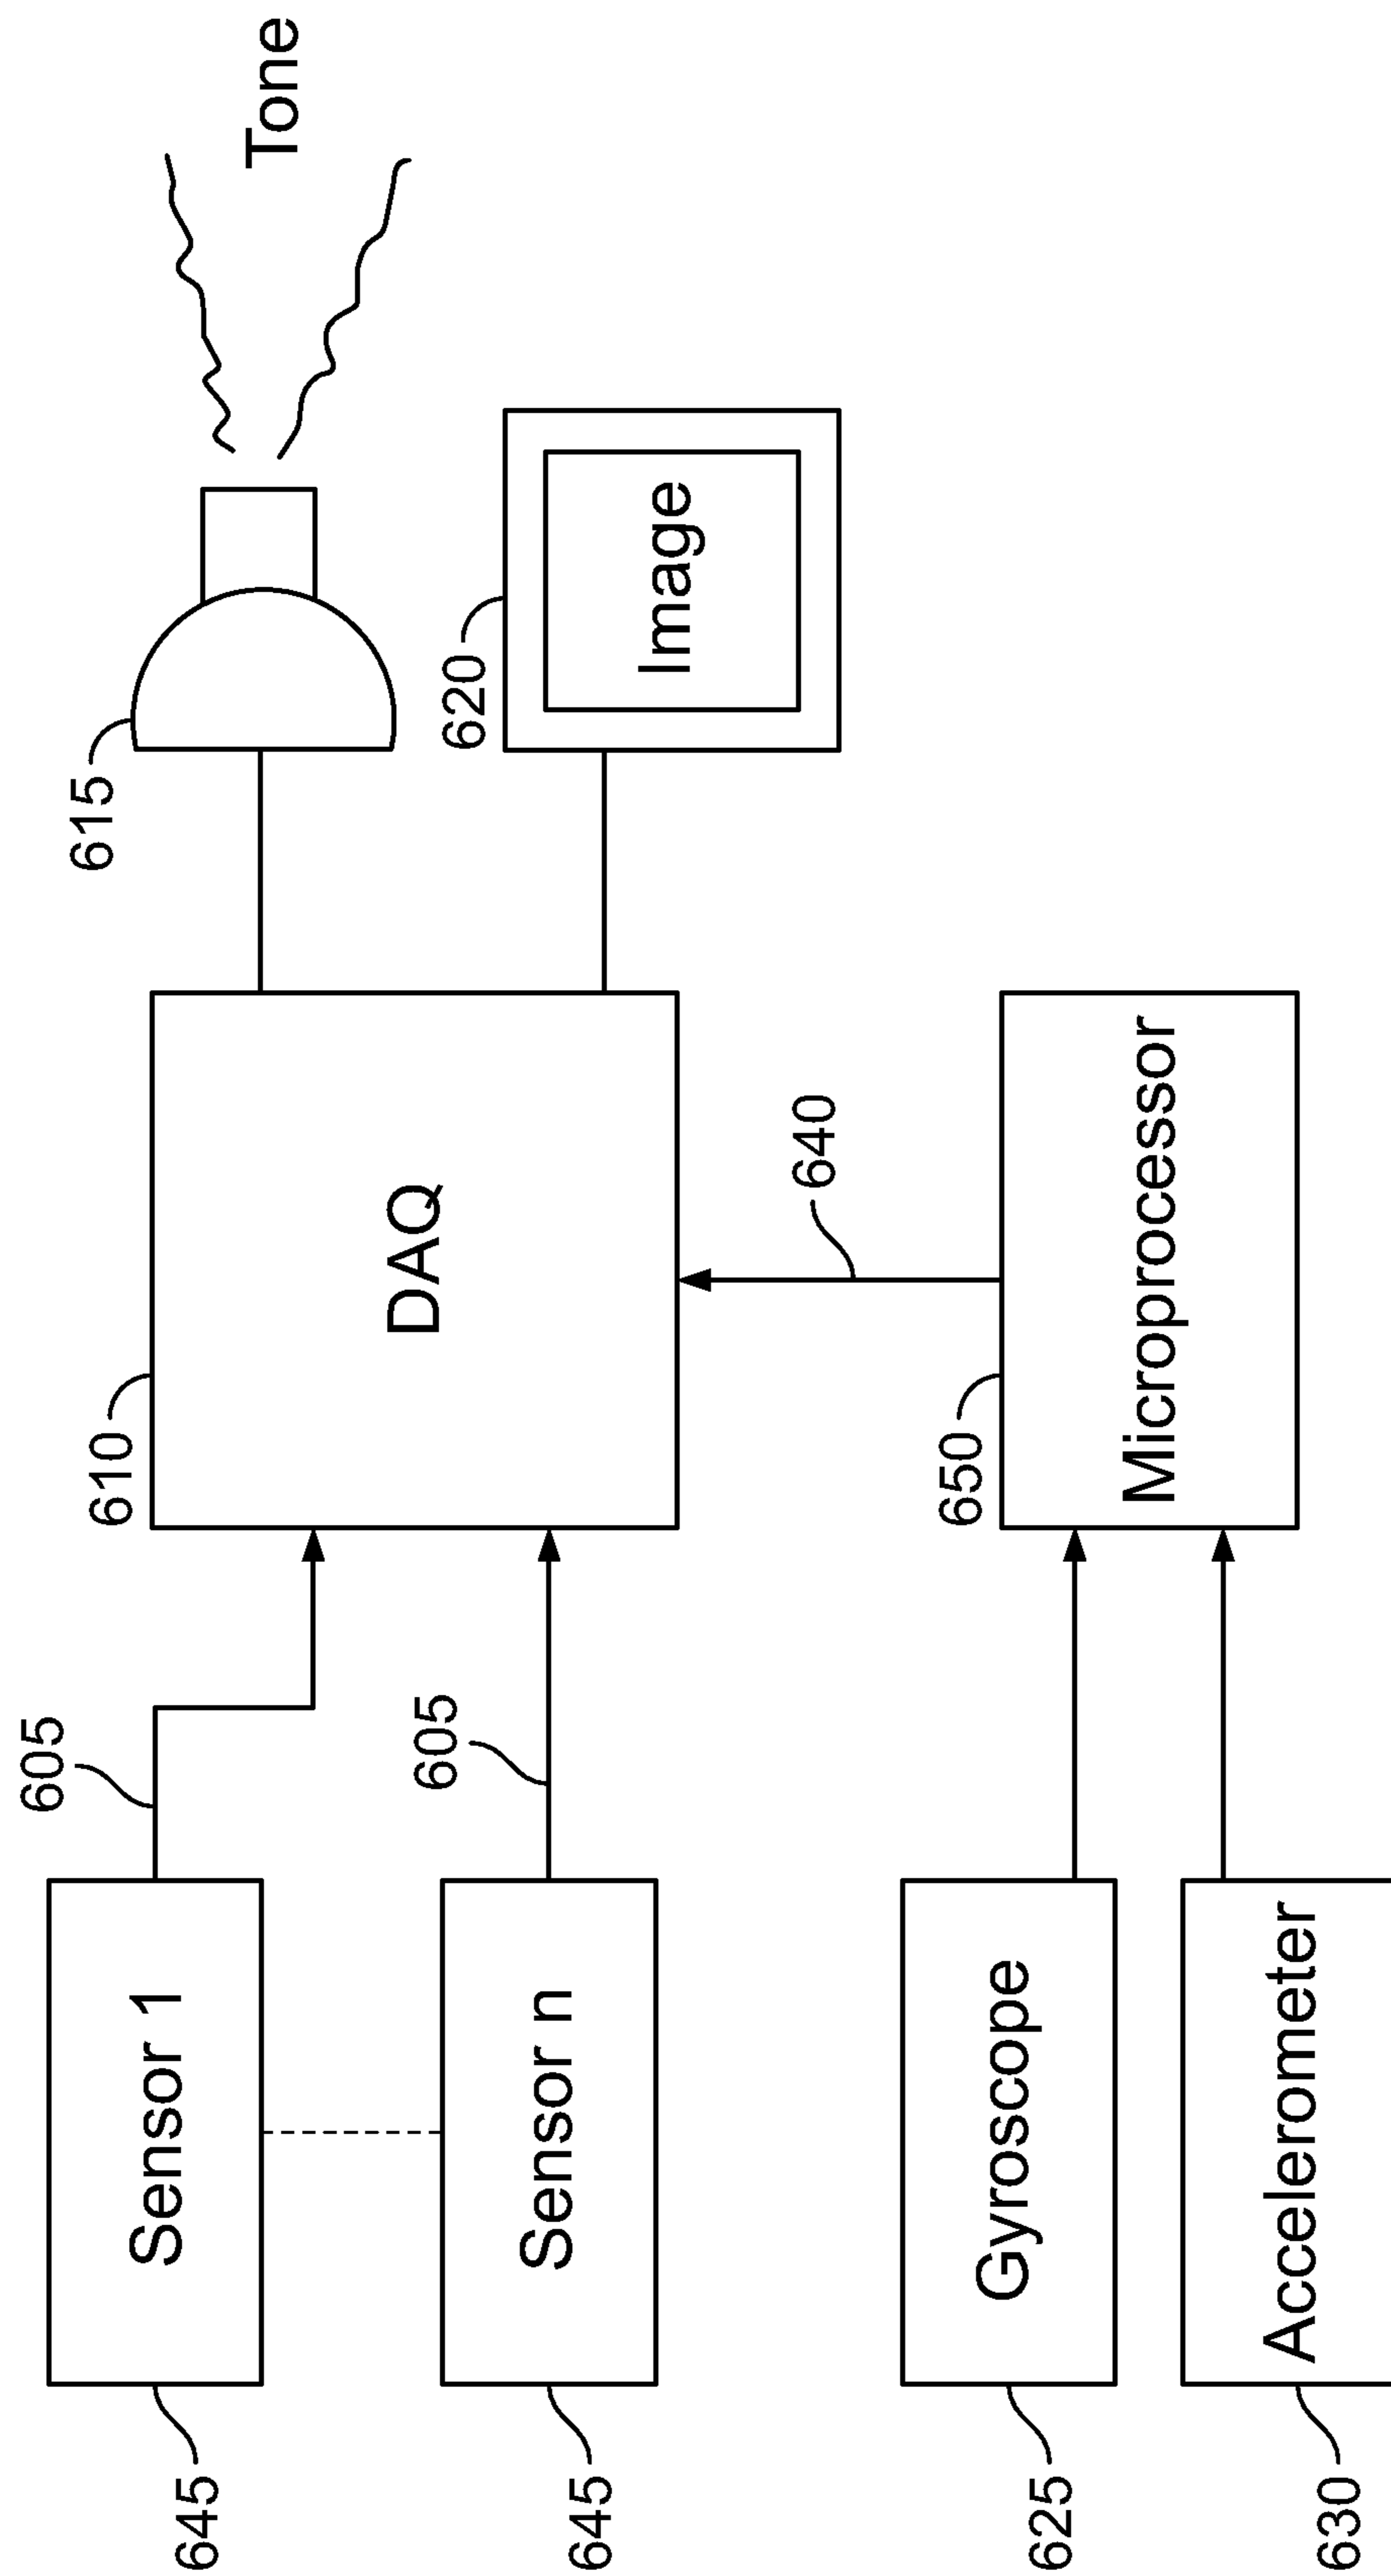 645
Sensor 1
605
645
Sensor n
605
610
DAQ
615
Tone
620
Image
640
625
Gyroscope
630
Accelerometer
650
Microprocessor